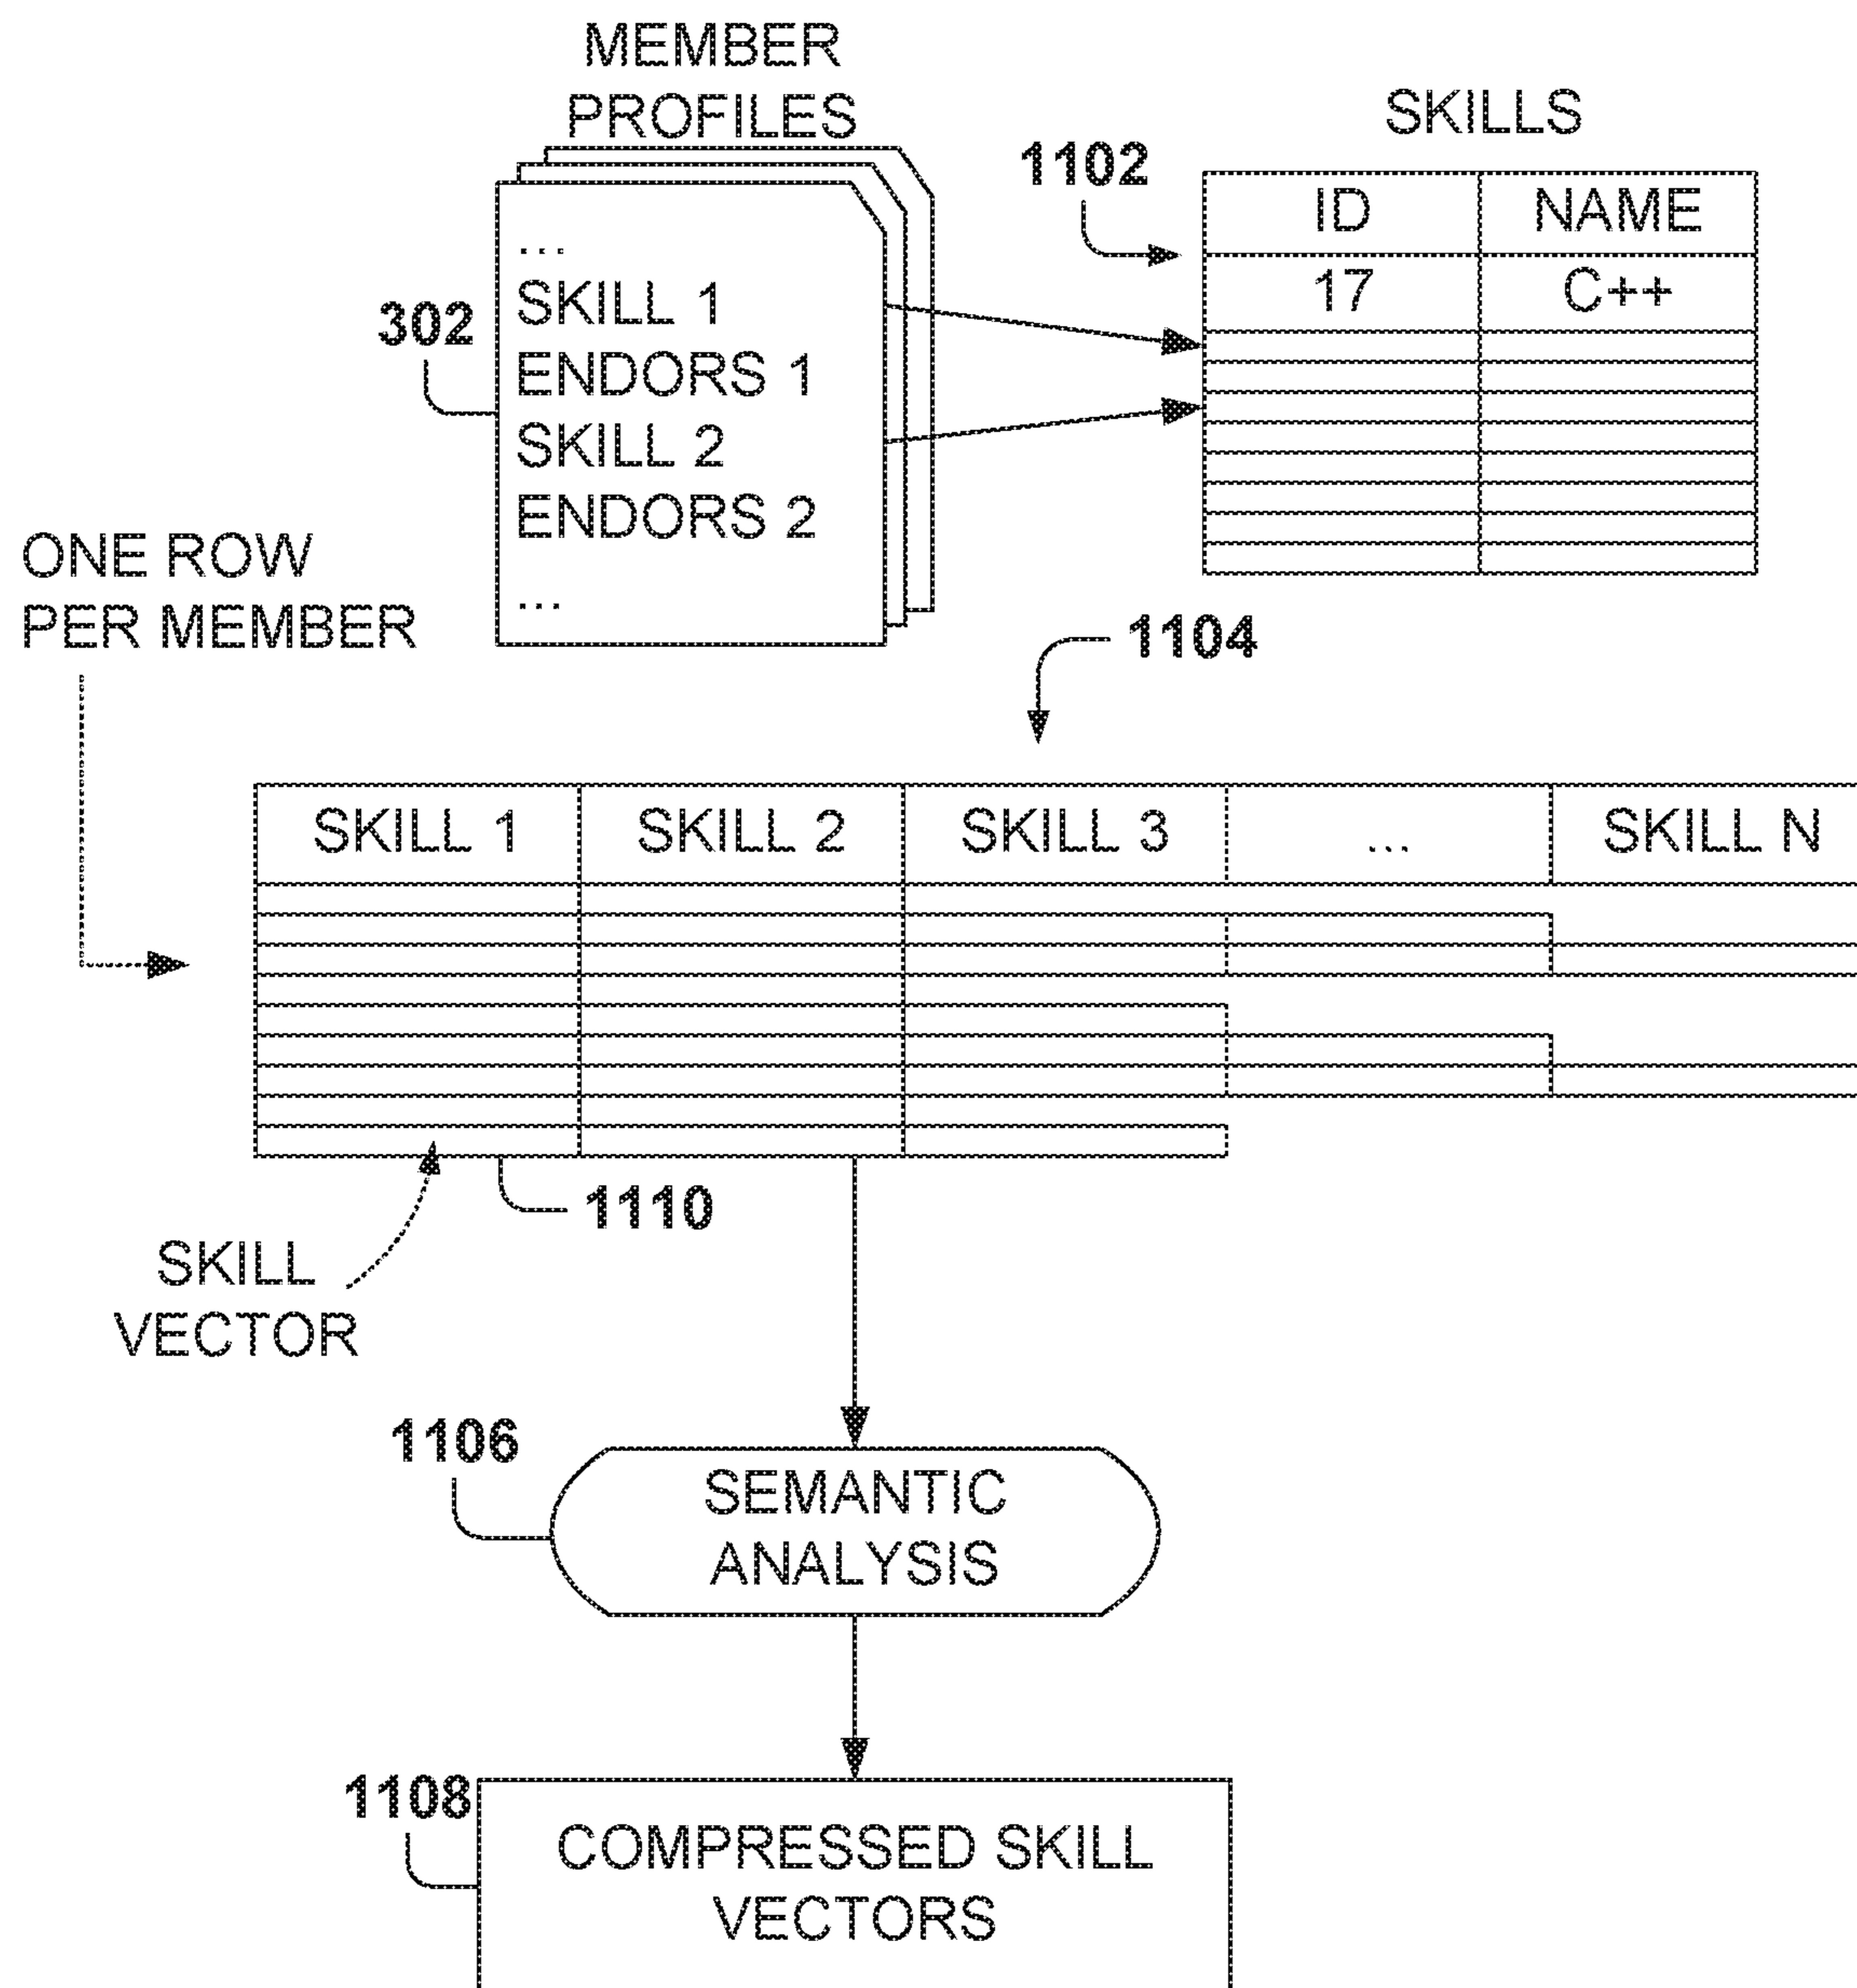 MEMBER
PROFILES
SKILLS
1102
ID NAME
17 C++
302
...
SKILL 1
ENDORS 1
SKILL 2
ENDORS 2
...
ONE ROW
PER MEMBER
1104
SKILL 1 SKILL 2 SKILL 3 ... SKILL N
1110
SKILL
VECTOR
1106
SEMANTIC
ANALYSIS
1108
COMPRESSED SKILL
VECTORS